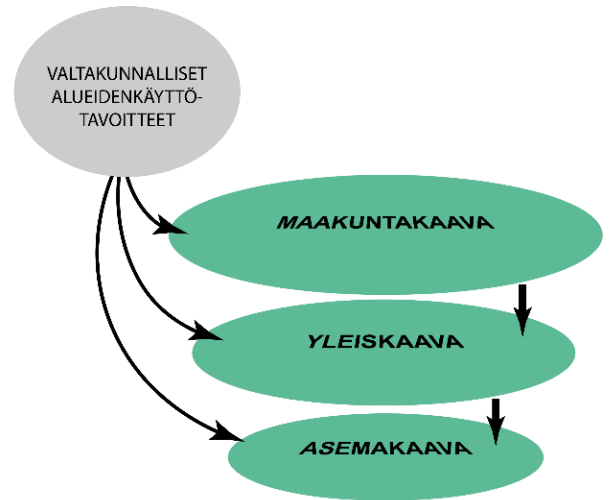 VALTAKUNNALLISET
ALUEIDENKÄYTTÖ-
TAVOITTEET
MAAKUNTAKAAVA
YLEISKAAVA
ASEMAKAAVA